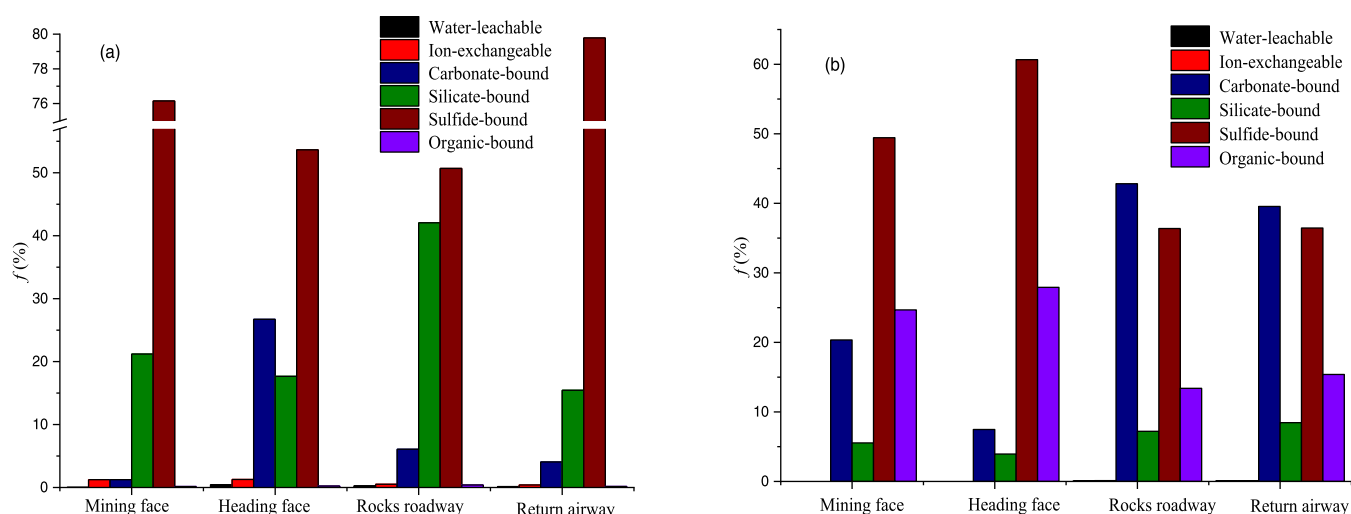 (a)
Water-leachable
Ion-exchangeable
Carbonate-bound
Silicate-bound
Sulfide-bound
Organic-bound
80
78
76
50
40
30
20
10
0
f (%)
Mining face Heading face Rocks roadway Return airway
(b)
Water-leachable
Ion-exchangeable
Carbonate-bound
Silicate-bound
Sulfide-bound
Organic-bound
60
50
40
30
20
10
0
f (%)
Mining face Heading face Rocks roadway Return airway